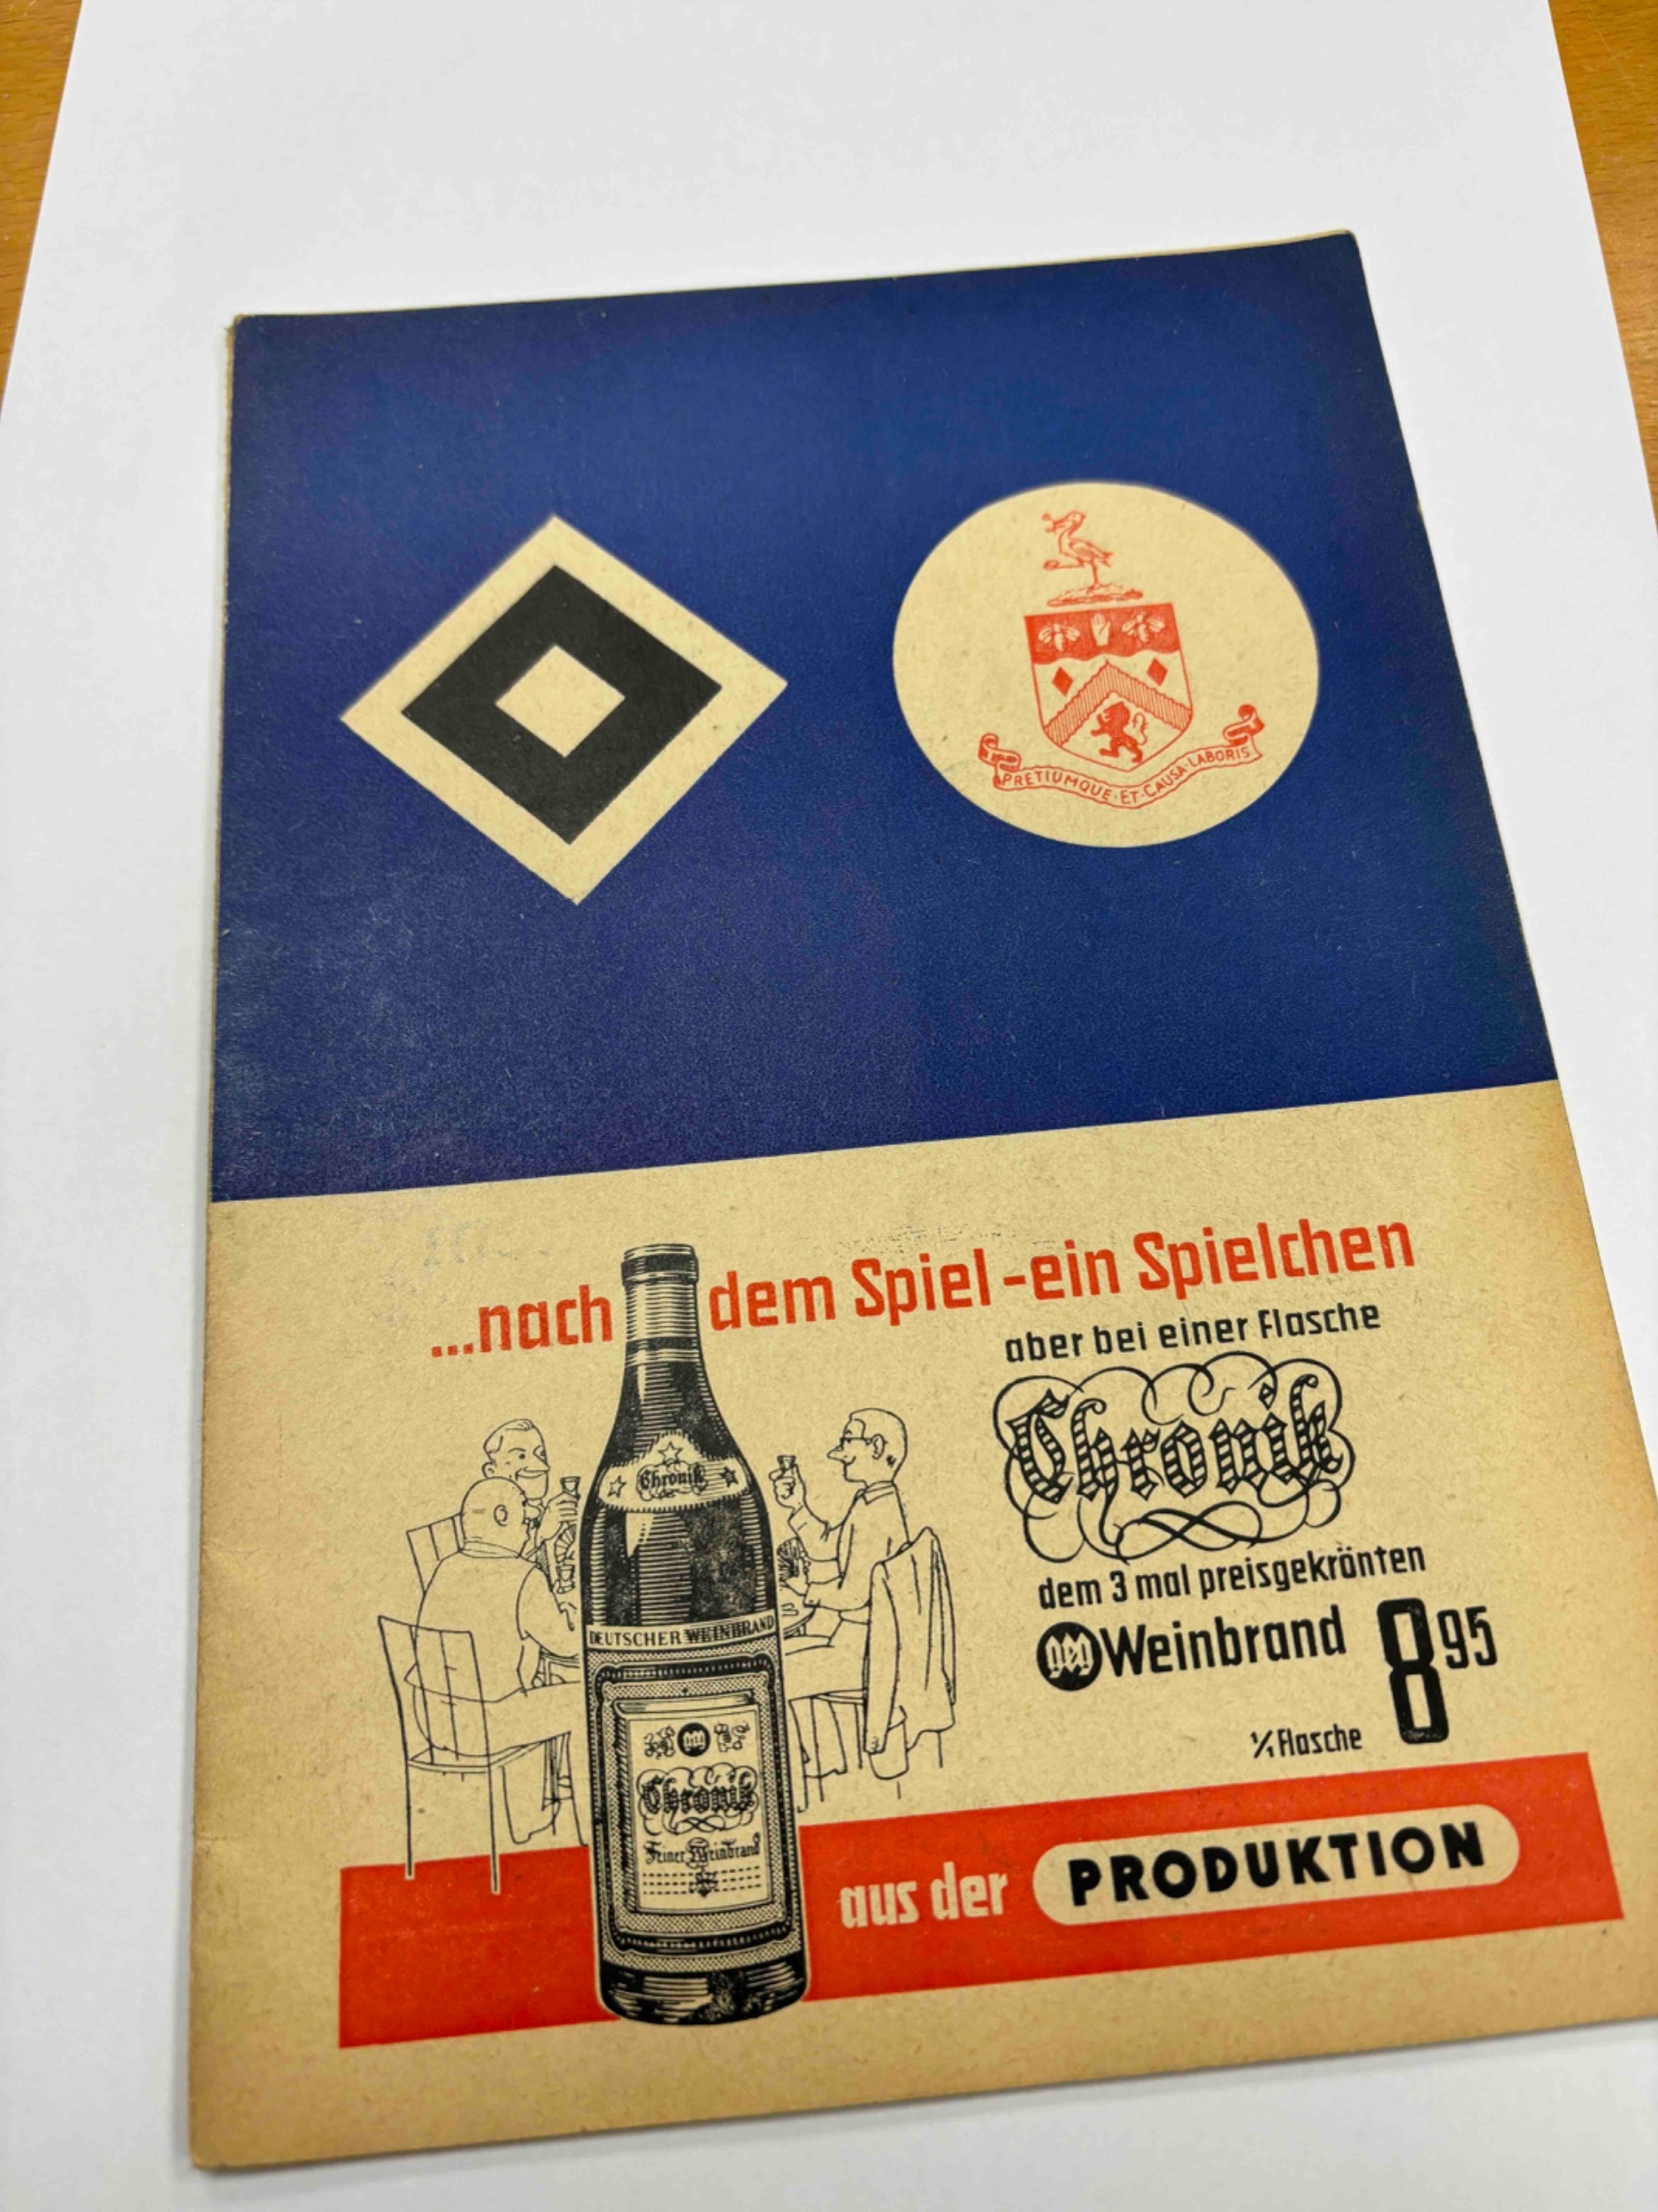 PRETIUMQUE·ET·CAUSA·LABORIS
...nach dem Spiel-ein Spielchen
aber bei einer Flasche
Chronik
dem 3 mal preisgekrönten
Weinbrand 8 95
1/1 Flasche
aus der PRODUKTION
Chronik
DEUTSCHER WEINBRAND
Chronik
Feiner Weinbrand